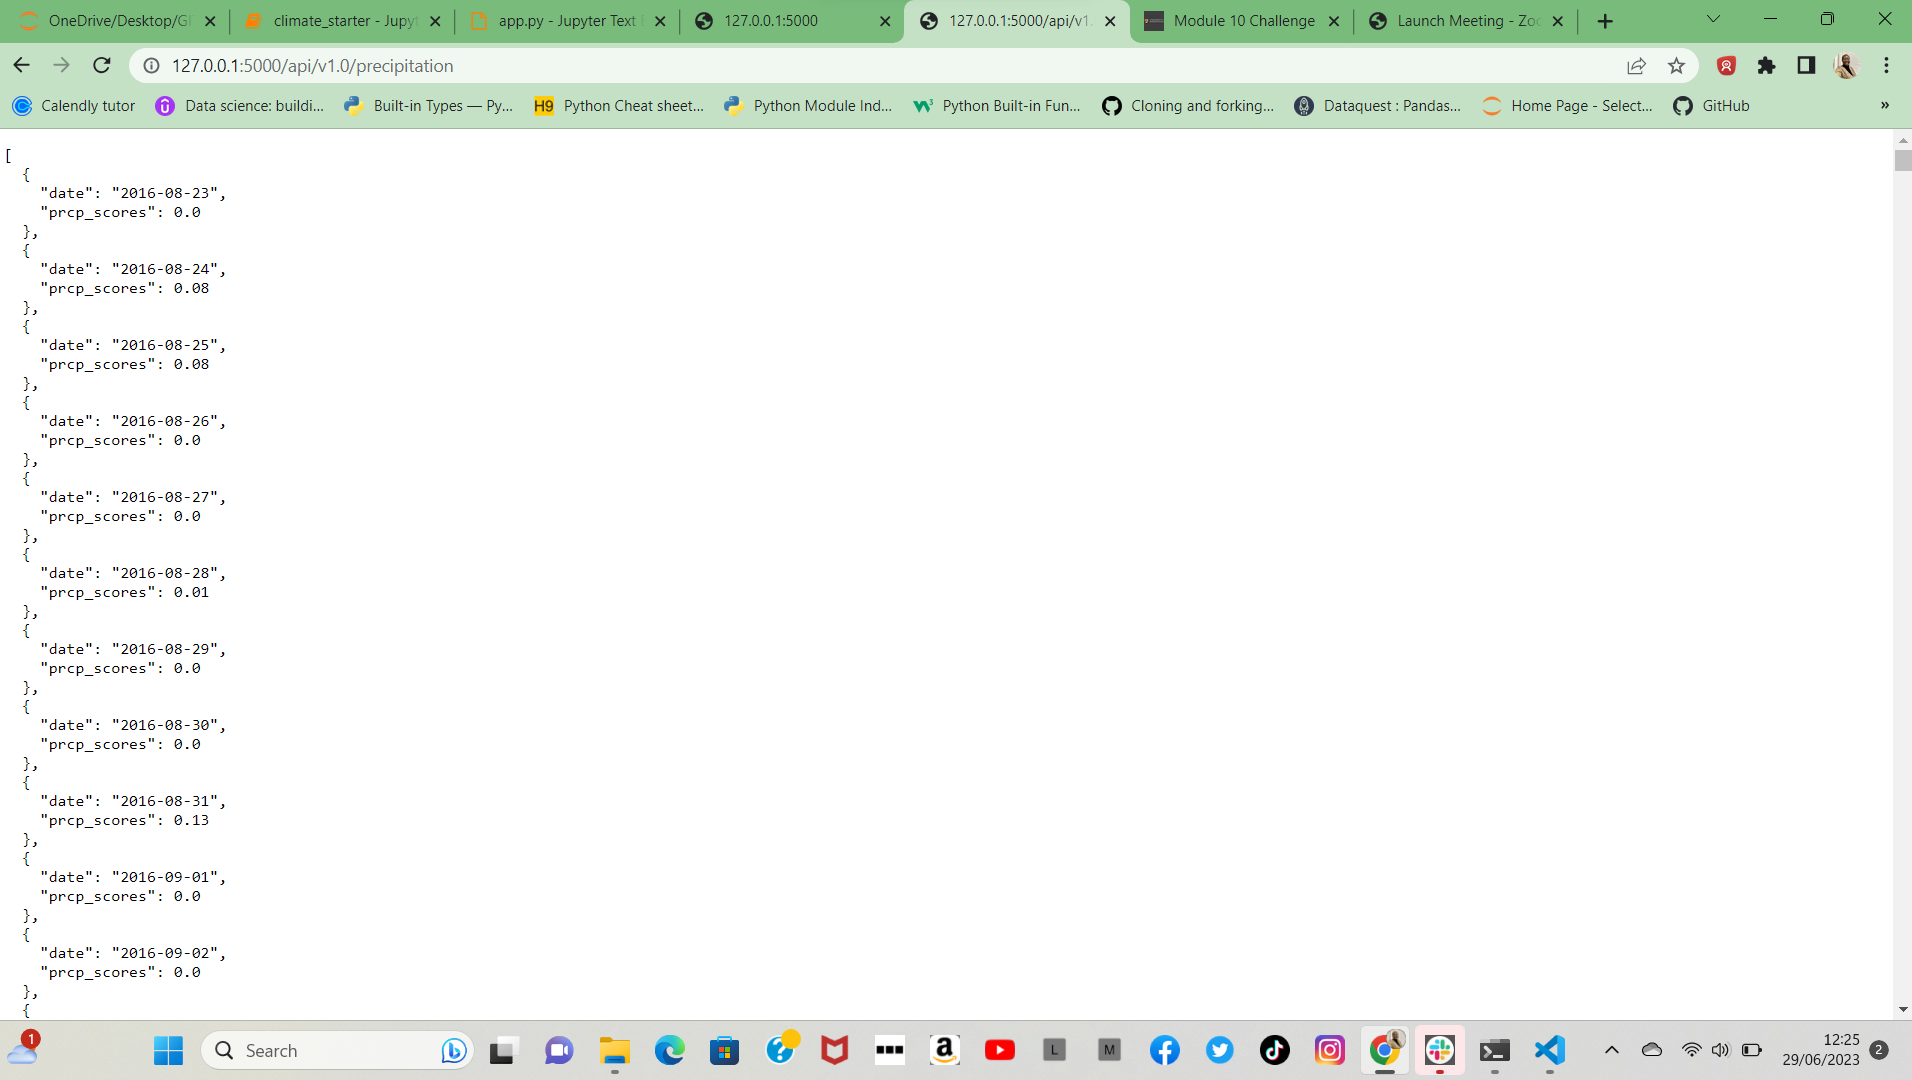 OneDrive/Desktop/Gl
climate_starter - Jupyt
app.py - Jupyter Text
127.0.0.1:5000
127.0.0.1:5000/api/v1.
Module 10 Challenge
Launch Meeting - Zoo
127.0.0.1:5000/api/v1.0/precipitation
Calendly tutor
Data science: buildi...
Built-in Types — Py...
H9 Python Cheat sheet...
Python Module Ind...
Python Built-in Fun...
Cloning and forking...
Dataquest : Pandas...
Home Page - Select...
GitHub
»
[
{
"date": "2016-08-23",
"prcp_scores": 0.0
},
{
"date": "2016-08-24",
"prcp_scores": 0.08
},
{
"date": "2016-08-25",
"prcp_scores": 0.08
},
{
"date": "2016-08-26",
"prcp_scores": 0.0
},
{
"date": "2016-08-27",
"prcp_scores": 0.0
},
{
"date": "2016-08-28",
"prcp_scores": 0.01
},
{
"date": "2016-08-29",
"prcp_scores": 0.0
},
{
"date": "2016-08-30",
"prcp_scores": 0.0
},
{
"date": "2016-08-31",
"prcp_scores": 0.13
},
{
"date": "2016-09-01",
"prcp_scores": 0.0
},
{
"date": "2016-09-02",
"prcp_scores": 0.0
},
{
1
Search
L
M
12:25
29/06/2023
2